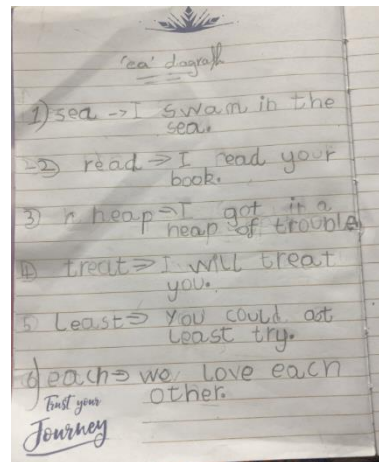 'ea' dagraph
1) sea -> I swam in the
sea.
2) read => I read your
book.
3) heap => I got in a
heap of trouble
4) treat => I will treat
you.
5 Least => you could at
Least try.
6) each => we love each
other.
Trust your
Journey